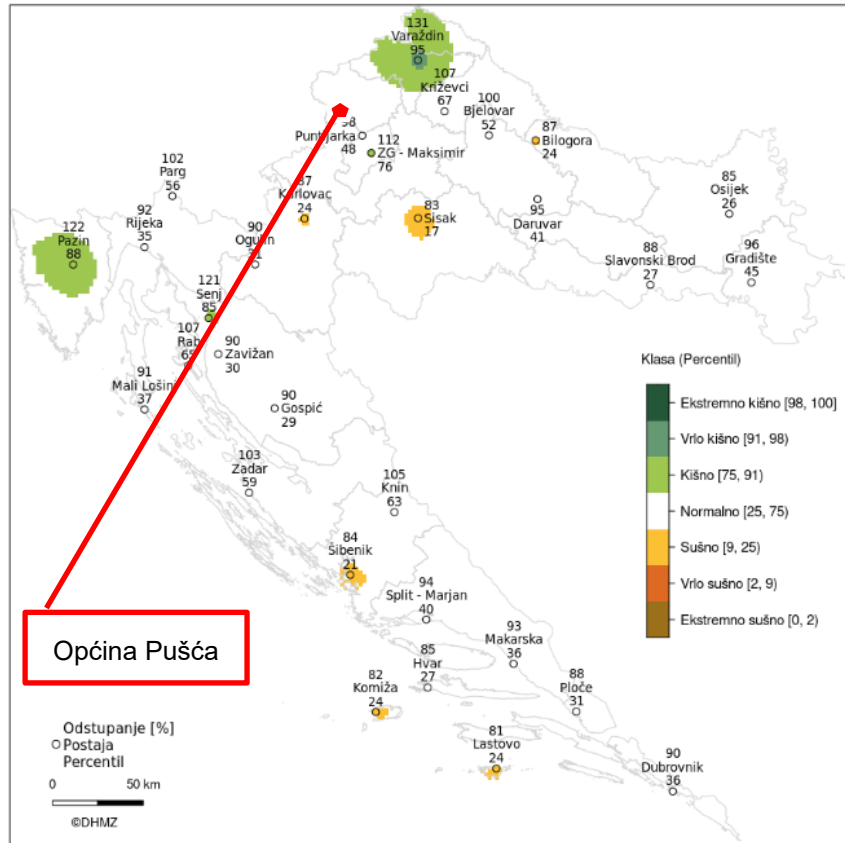 131
Varaždin
95
107
Križevci
67
100
Bjelovar
52
87
Bilogora
24
98
Puntijarka
48
112
ZG - Maksimir
76
102
Parg
56
85
Osijek
26
Karlovac
24
83
Sisak
17
95
Daruvar
41
122
Pazin
88
92
Rijeka
35
90
Ogulin
88
Slavonski Brod
27
96
Gradište
45
121
Senj
85
107
Rab
65
90
Zavižan
30
91
Mali Lošinj
37
90
Gospić
29
Klasa (Percentil)
Ekstremno kišno [98, 100]
Vrlo kišno [91, 98)
Kišno [75, 91)
Normalno [25, 75)
Sušno [9, 25)
Vrlo sušno [2, 9)
Ekstremno sušno [0, 2)
103
Zadar
59
105
Knin
63
84
Šibenik
21
94
Split - Marjan
40
93
Makarska
36
Općina Pušća
85
Hvar
27
82
Komiža
24
88
Ploče
31
81
Lastovo
24
90
Dubrovnik
36
Odstupanje [%]
Postaja
Percentil
0 50 km
©DHMZ